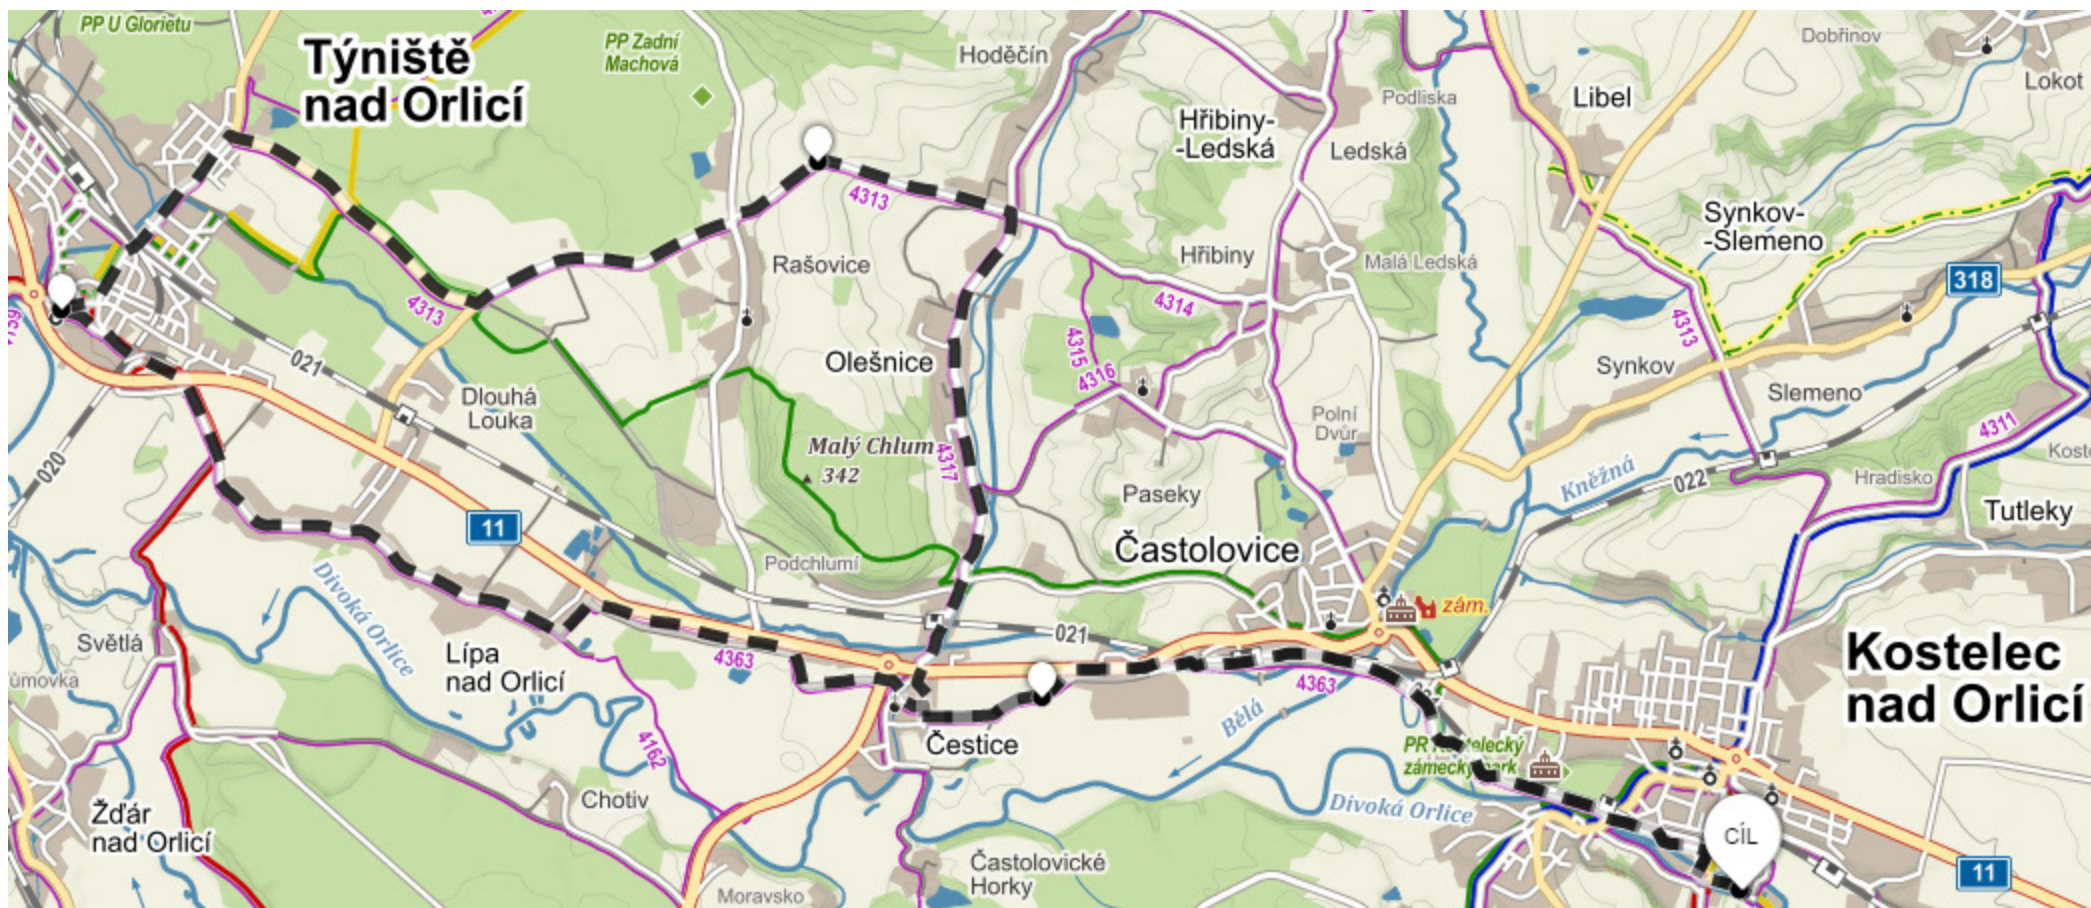 PP U Glorietu
Týniště
nad Orlicí
PP Zadní
Machová
Hoděčín
Dobřinov
Lokot
Podliska
Libel
Hřibiny-
-Ledská
Ledská
4313
Synkov-
-Slemeno
Rašovice
Hřibiny
Malá Ledská
318
4313
4314
4313
021
Olešnice
4315
4316
Synkov
Slemeno
Dlouhá
Louka
Polní
Dvůr
4311
020
Malý Chlum
342
4317
Kněžná
022
Hradisko
Paseky
Tutleky
11
Častolovice
Podchlumí
Divoká Orlice
zám.
021
Světlá
Lípa
nad Orlicí
4363
4363
Kostelec
nad Orlicí
Bělá
4162
Čestice
zámecký park
Divoká Orlice
Chotiv
Žďár
nad Orlicí
CÍL
Častolovické
Horky
11
Moravsko